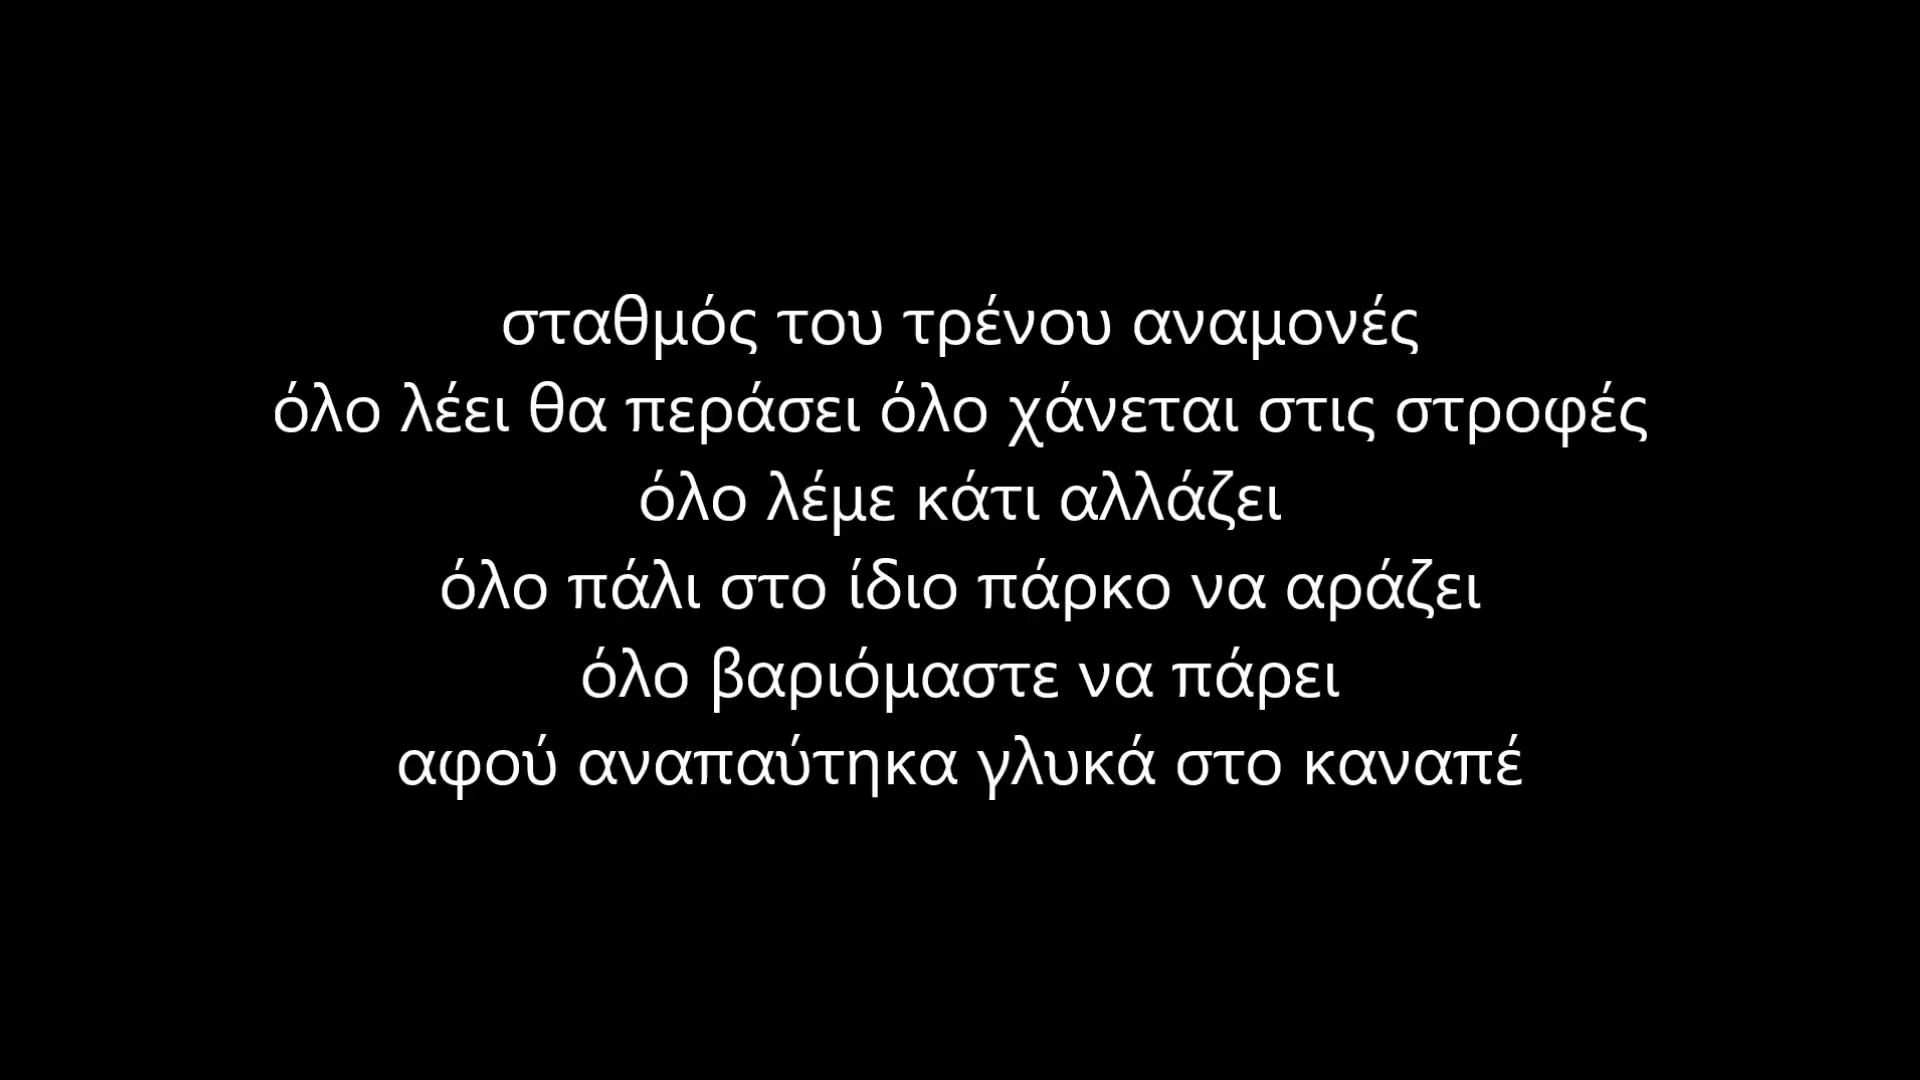 σταθμός του τρένου αναμονές
όλο λέει θα περάσει όλο χάνεται στις στροφές
όλο λέμε κάτι αλλάζει
όλο πάλι στο ίδιο πάρκο να αράζει
όλο βαριόμαστε να πάρει
αφού αναπαύτηκα γλυκά στο καναπέ